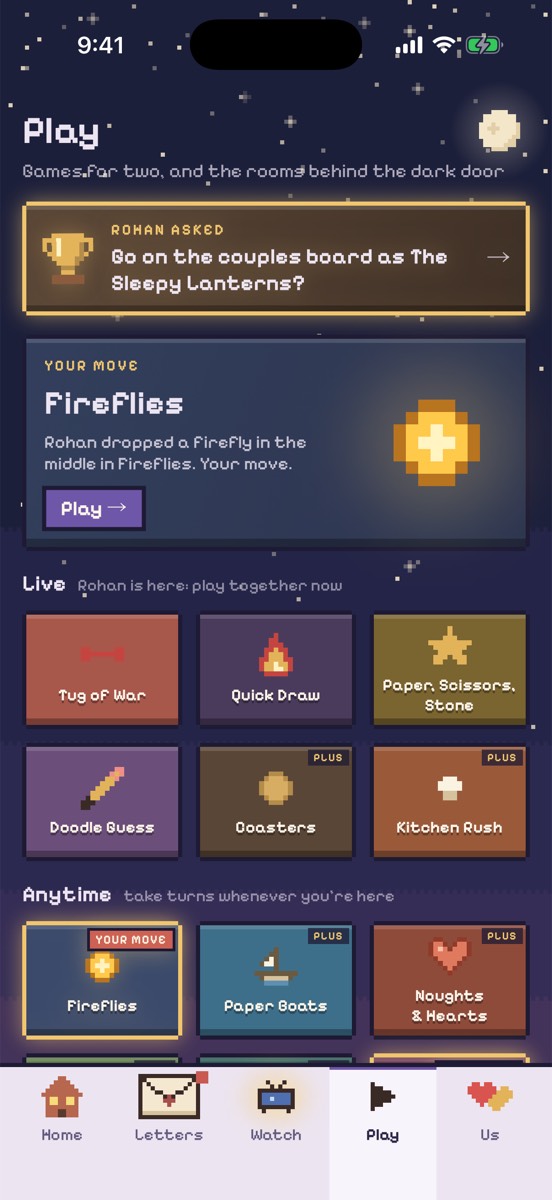 9:41
Play
Games for two, and the rooms behind the dark door
ROHAN ASKED
Go on the couples board as The
Sleepy Lanterns?
→
YOUR MOVE
Fireflies
Rohan dropped a firefly in the
middle in Fireflies. Your move.
Play →
Live Rohan is here: play together now
Tug of War
Quick Draw
Paper, Scissors,
Stone
Doodle Guess
PLUS
Coasters
PLUS
Kitchen Rush
Anytime take turns whenever you're here
YOUR MOVE
Fireflies
PLUS
Paper Boats
PLUS
Noughts
& Hearts
Home
Letters
Watch
Play
Us